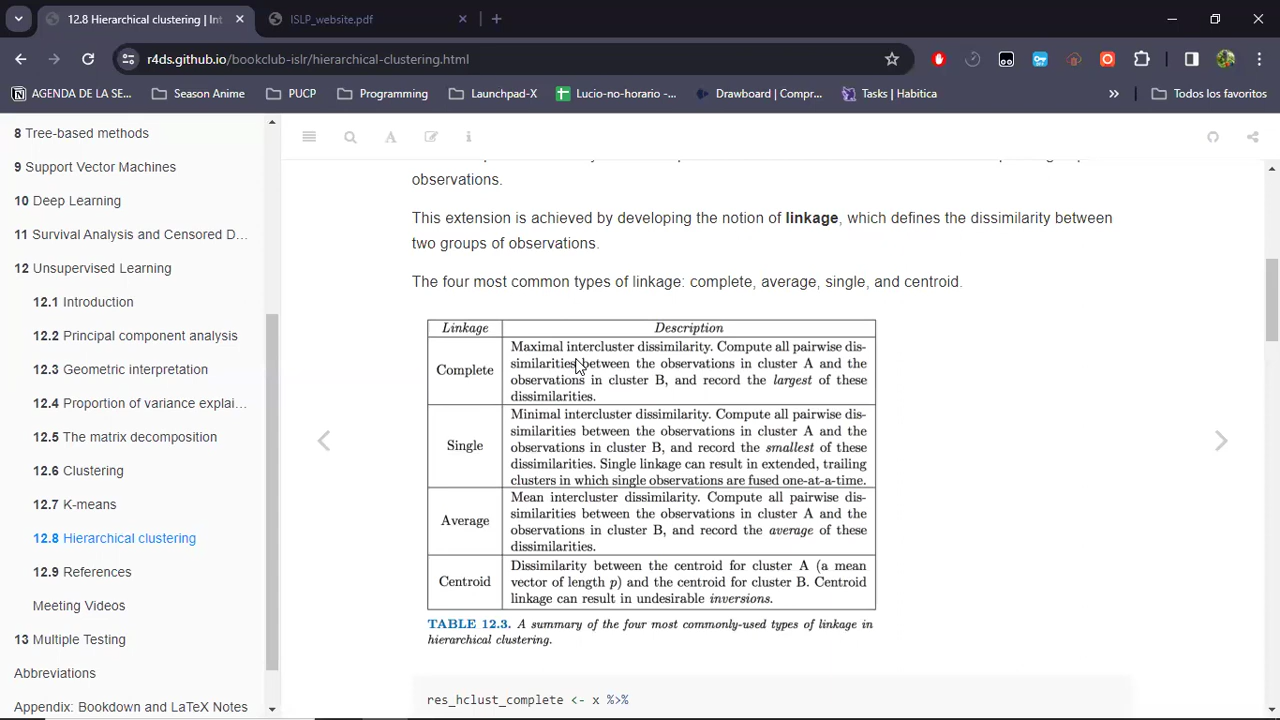 12.8 Hierarchical clustering | Int
ISLP_website.pdf
r4ds.github.io/bookclub-islr/hierarchical-clustering.html
AGENDA DE LA SE...
Season Anime
PUCP
Programming
Launchpad-X
Lucio-no-horario -...
Drawboard | Compr...
Tasks | Habitica
»
Todos los favoritos
8 Tree-based methods
9 Support Vector Machines
10 Deep Learning
11 Survival Analysis and Censored D...
12 Unsupervised Learning
12.1 Introduction
12.2 Principal component analysis
12.3 Geometric interpretation
12.4 Proportion of variance explai...
12.5 The matrix decomposition
12.6 Clustering
12.7 K-means
12.8 Hierarchical clustering
12.9 References
Meeting Videos
13 Multiple Testing
Abbreviations
Appendix: Bookdown and LaTeX Notes
observations.
This extension is achieved by developing the notion of linkage, which defines the dissimilarity between
two groups of observations.
The four most common types of linkage: complete, average, single, and centroid.
Linkage Description
Complete
Maximal intercluster dissimilarity. Compute all pairwise dis-
similarities between the observations in cluster A and the
observations in cluster B, and record the largest of these
dissimilarities.
Single
Minimal intercluster dissimilarity. Compute all pairwise dis-
similarities between the observations in cluster A and the
observations in cluster B, and record the smallest of these
dissimilarities. Single linkage can result in extended, trailing
clusters in which single observations are fused one-at-a-time.
Average
Mean intercluster dissimilarity. Compute all pairwise dis-
similarities between the observations in cluster A and the
observations in cluster B, and record the average of these
dissimilarities.
Centroid
Dissimilarity between the centroid for cluster A (a mean
vector of length p) and the centroid for cluster B. Centroid
linkage can result in undesirable inversions.
TABLE 12.3. A summary of the four most commonly-used types of linkage in
hierarchical clustering.
res_hclust_complete <- x %>%